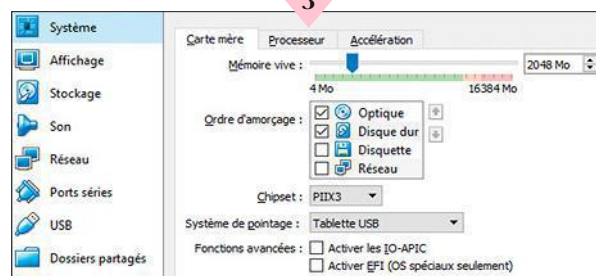 3
Système
Affichage
Stockage
Son
Réseau
Ports séries
USB
Dossiers partagés
Carte mère Processeur Accélération
Mémoire vive : 2048 Mo
4 Mo 16384 Mo
Ordre d'amorçage : Optique
Disque dur
Disquette
Réseau
Chipset : PIIX3
Système de pointage : Tablette USB
Fonctions avancées : Activer les IO-APIC
Activer EFI (OS spéciaux seulement)